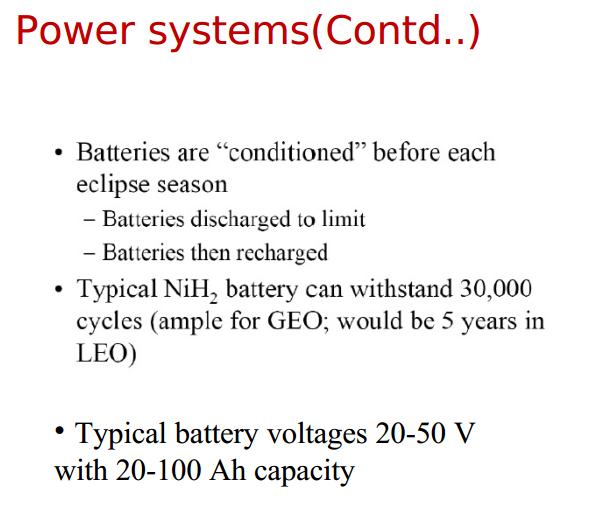 Power systems(Contd..)
• Batteries are “conditioned” before each
eclipse season
– Batteries discharged to limit
– Batteries then recharged
• Typical NiH₂ battery can withstand 30,000
cycles (ample for GEO; would be 5 years in
LEO)
• Typical battery voltages 20-50 V
with 20-100 Ah capacity